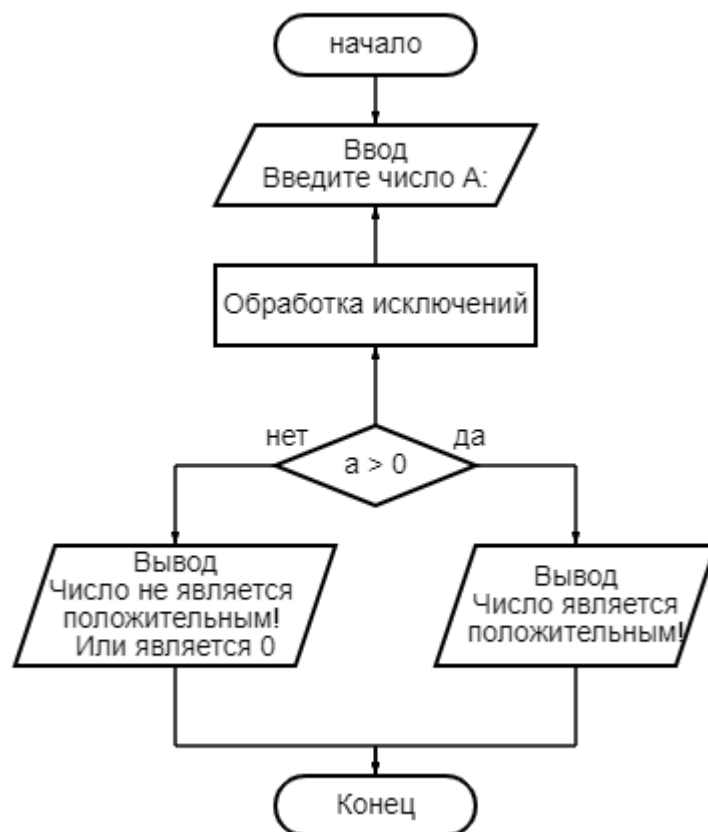 начало
Ввод
Введите число А:
Обработка исключений
нет
да
a > 0
Вывод
Число не является
положительным!
Или является 0
Вывод
Число является
положительным!
Конец